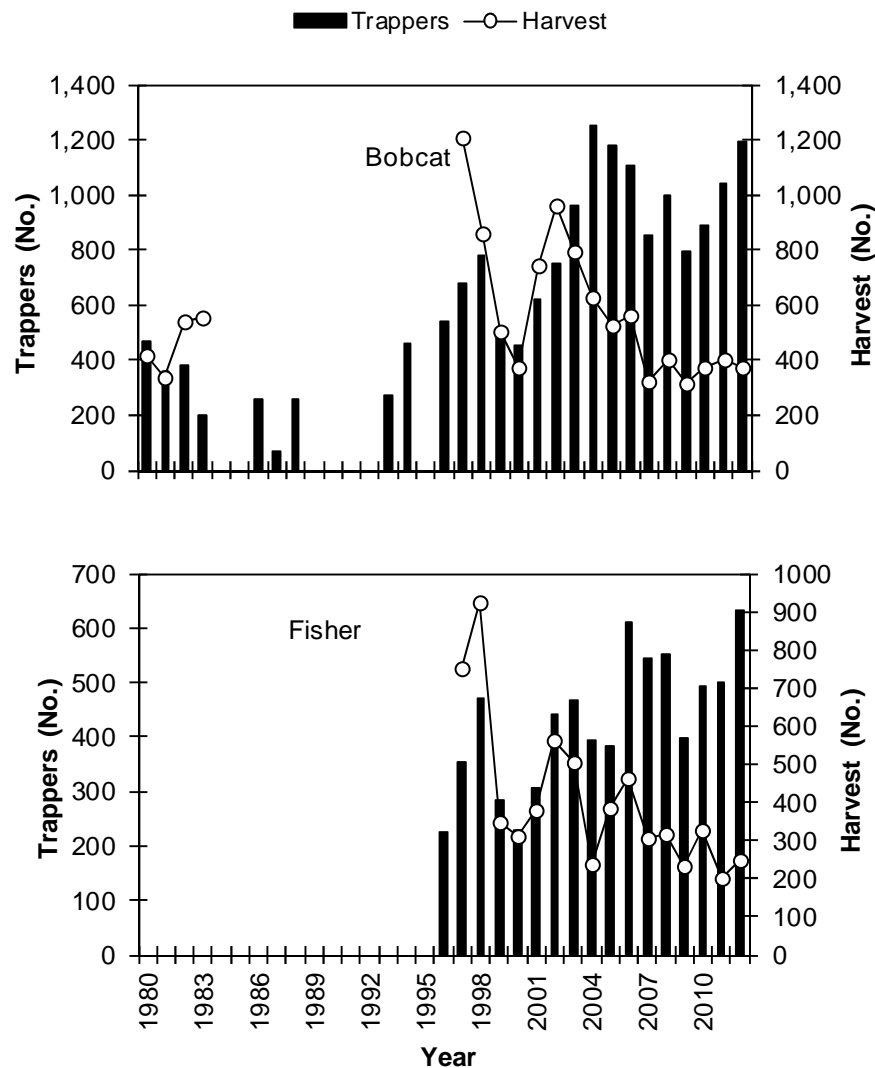 Trappers Harvest
1,400 1,400
1,200 1,200
Bobcat
1,000 1,000
800 800
600 600
400 400
200 200
0 0
Trappers (No.)
Harvest (No.)
700 1000
600 900
Fisher
800
500 700
400 600
500
300 400
200 300
200
100 100
0 0
Trappers (No.)
Harvest (No.)
1980 1983 1986 1989 1992 1995 1998 2001 2004 2007 2010
Year